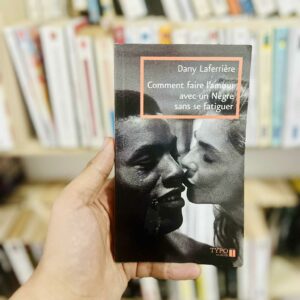 Dany Laferrière
Comment faire l'amour
avec un Nègre
sans se fatiguer
TYPO